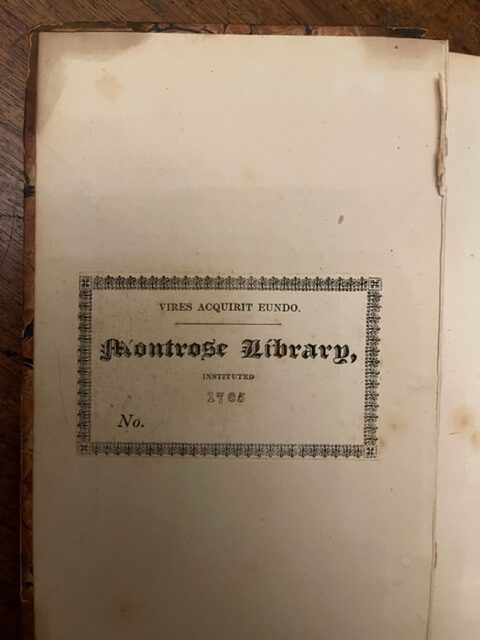 VIRES ACQUIRIT EUNDO.
Montrose Library,
INSTITUTED
1785
No.